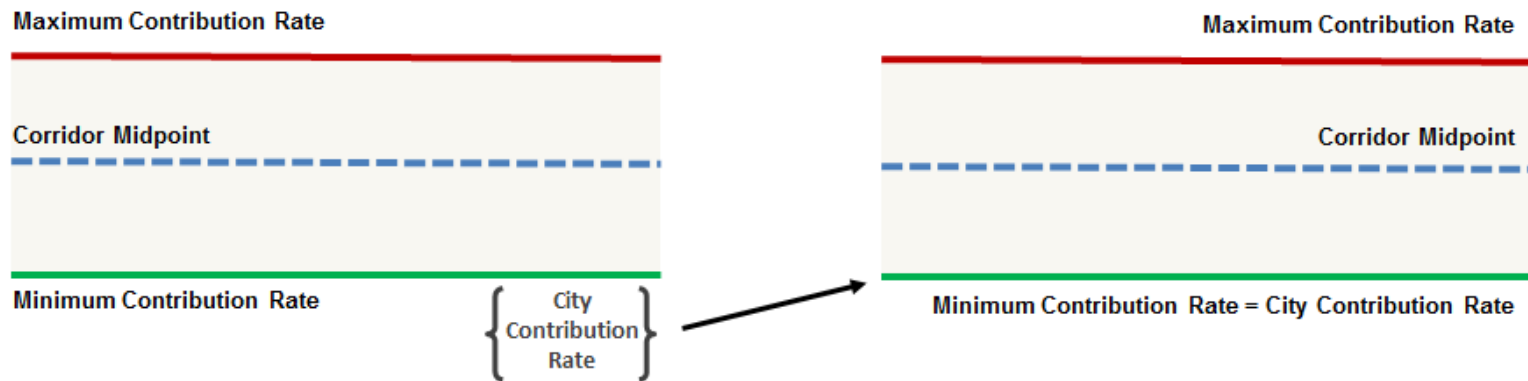 Maximum Contribution Rate
Corridor Midpoint
Minimum Contribution Rate
City
Contribution
Rate
Maximum Contribution Rate
Corridor Midpoint
Minimum Contribution Rate = City Contribution Rate